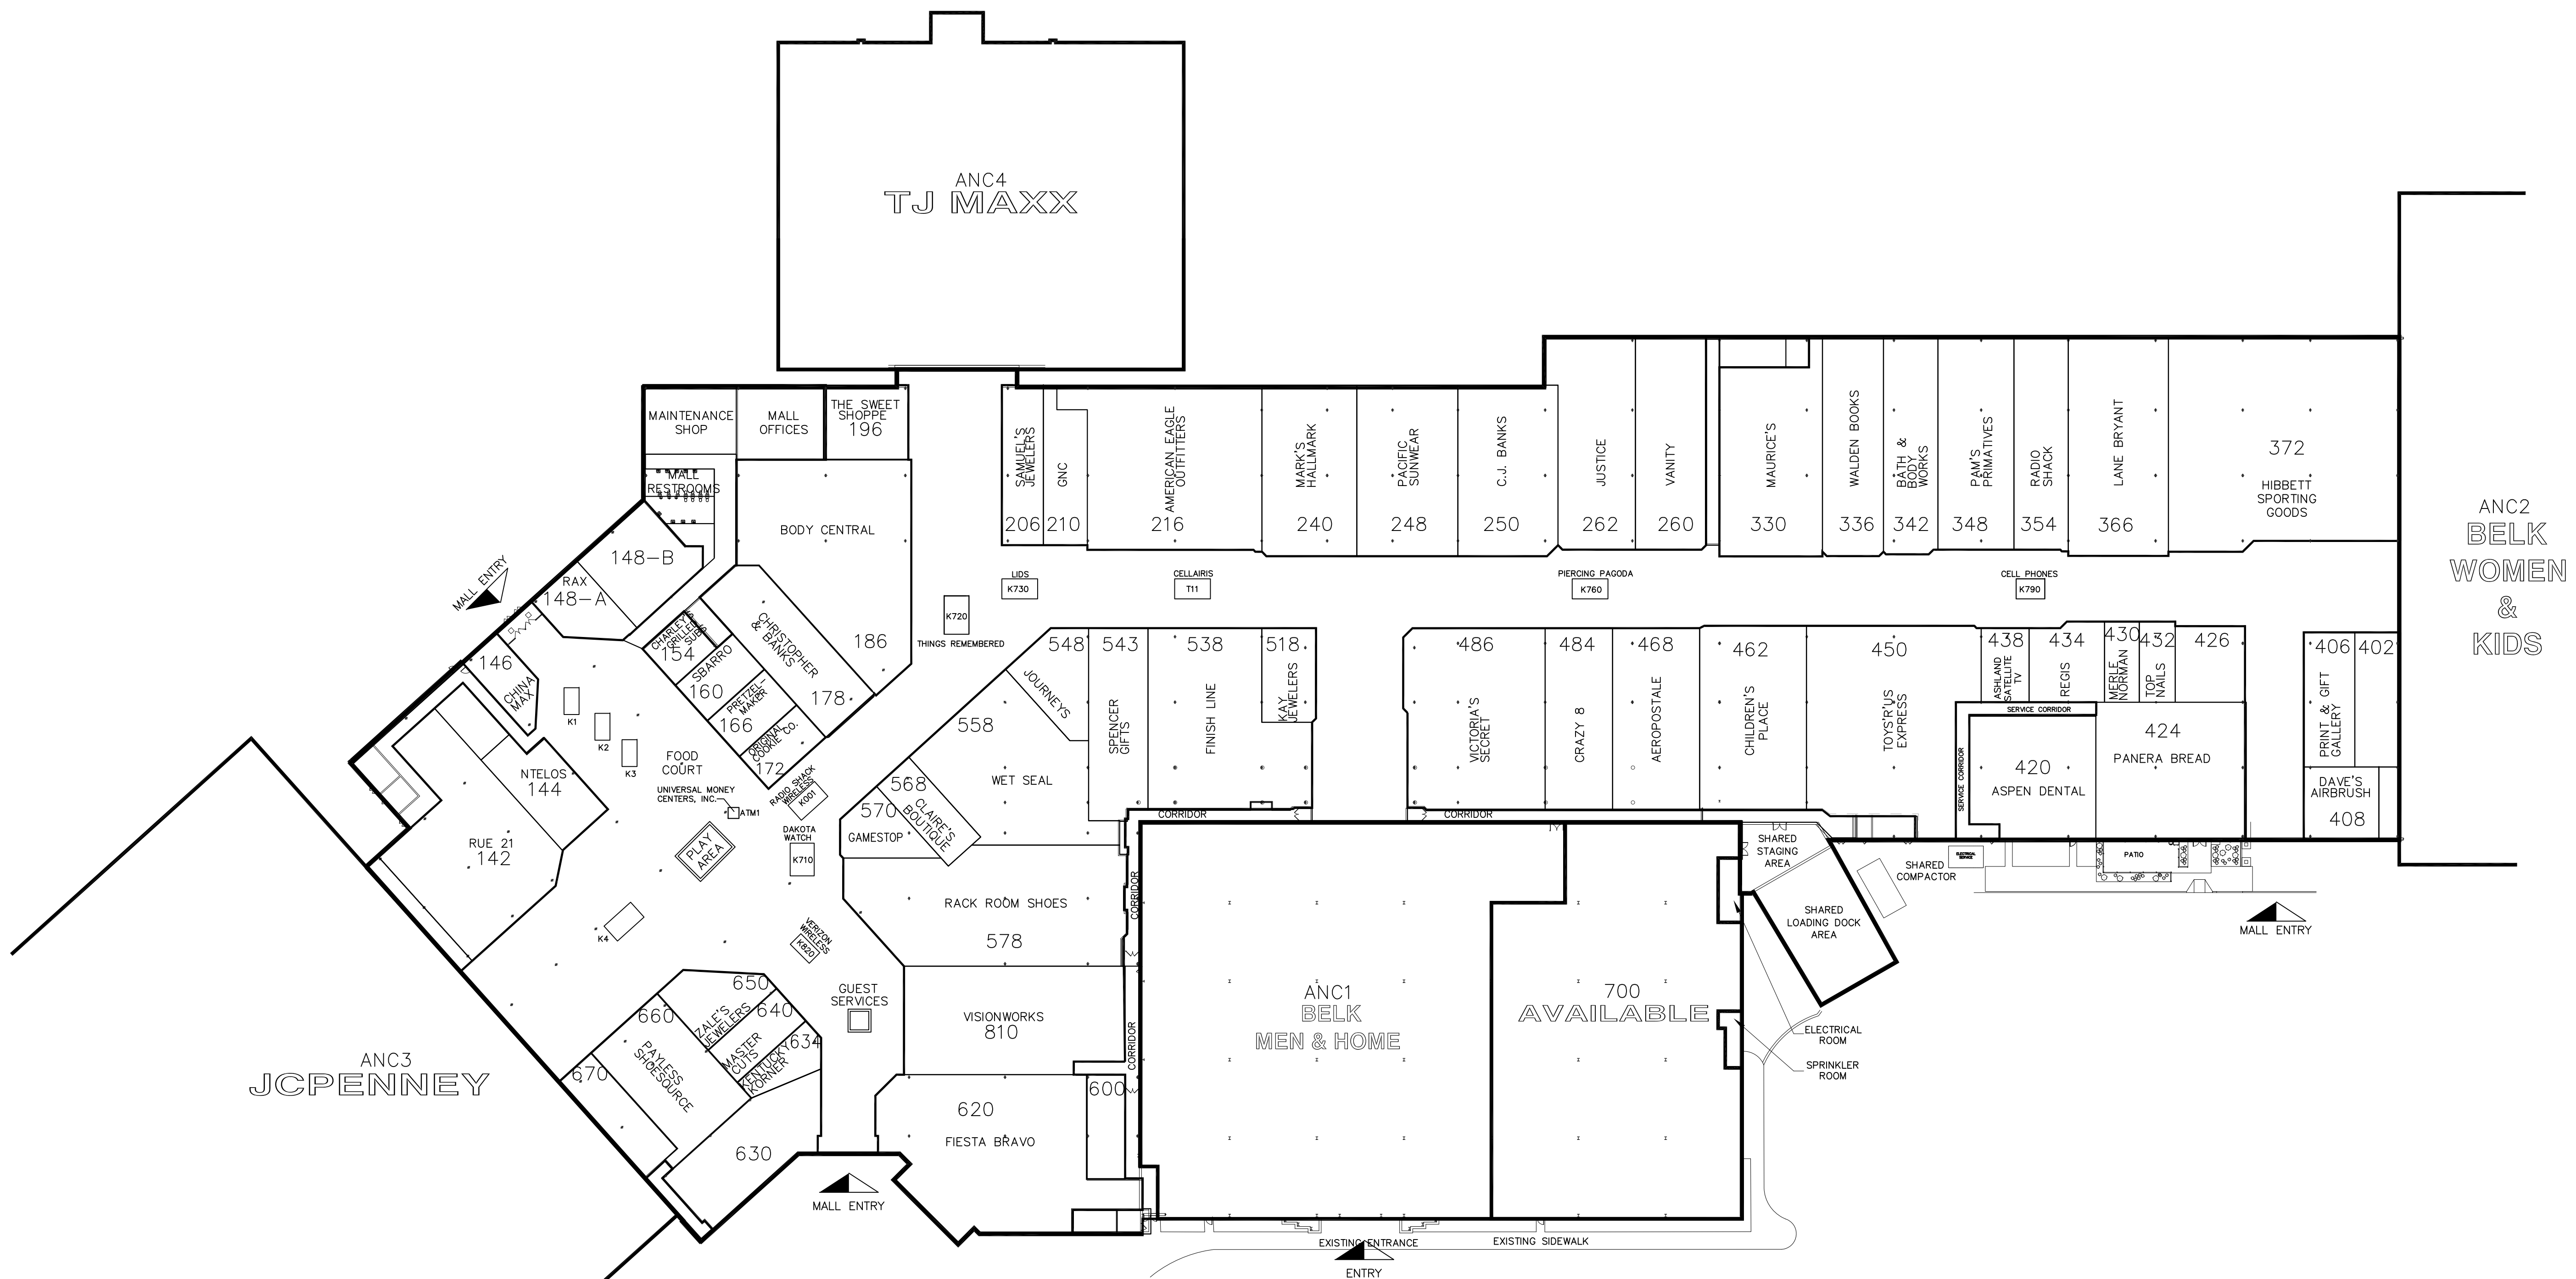 ANC4
TJ MAXX
MAINTENANCE
SHOP
MALL
OFFICES
THE SWEET
SHOPPE
196
MALL
RESTROOMS
BODY CENTRAL
186
MALL ENTRY
RAX
148-A
148-B
146
CHINA
MAX
CHARLEY'S
GRILLED
SUBS
154
SBARRO
160
PRETZEL-
MAKER
166
ORIGINAL
COOKIE CO.
172
CHRISTOPHER
& BANKS
178
SAMUEL'S
JEWELERS
206
GNC
210
AMERICAN EAGLE
OUTFITTERS
216
MARK'S
HALLMARK
240
PACIFIC
SUNWEAR
248
C.J. BANKS
250
JUSTICE
262
VANITY
260
MAURICE'S
330
WALDEN BOOKS
336
BATH &
BODY
WORKS
342
PAM'S
PRIMATIVES
348
RADIO
SHACK
354
LANE BRYANT
366
372
HIBBETT
SPORTING
GOODS
ANC2
BELK
WOMEN
&
KIDS
K720
THINGS REMEMBERED
LIDS
K730
CELLAIRIS
T11
PIERCING PAGODA
K760
CELL PHONES
K790
548
JOURNEYS
543
SPENCER
GIFTS
538
FINISH LINE
518
KAY
JEWELERS
486
VICTORIA'S
SECRET
484
CRAZY 8
468
AEROPOSTALE
462
CHILDREN'S
PLACE
450
TOYS'R'US
EXPRESS
438
ASHLAND
SATELLITE
TV
434
REGIS
430
MERLE
NORMAN
432
TOP
NAILS
426
406
PRINT & GIFT
GALLERY
402
SERVICE CORRIDOR
SERVICE CORRIDOR
420
ASPEN DENTAL
424
PANERA BREAD
DAVE'S
AIRBRUSH
408
K1
K2
K3
FOOD
COURT
UNIVERSAL MONEY
CENTERS, INC.
ATM1
RADIO SHACK
WIRELESS
K001
DAKOTA
WATCH
K710
PLAY
AREA
NTELOS
144
RUE 21
142
K4
VERIZON
WIRELESS
K820
GUEST
SERVICES
558
WET SEAL
568
CLAIRE'S
BOUTIQUE
570
GAMESTOP
RACK ROOM SHOES
578
VISIONWORKS
810
CORRIDOR
CORRIDOR
CORRIDOR
CORRIDOR
600
620
FIESTA BRAVO
650
ZALE'S
JEWELERS
640
MASTER
CUTS
634
KENTUCKY
KORNER
660
PAYLESS
SHOESOURCE
670
630
MALL ENTRY
ANC3
JCPENNEY
ANC1
BELK
MEN & HOME
700
AVAILABLE
SHARED
STAGING
AREA
SHARED
LOADING DOCK
AREA
SHARED
COMPACTOR
ELECTRICAL
SERVICE
PATIO
MALL ENTRY
ELECTRICAL
ROOM
SPRINKLER
ROOM
EXISTING ENTRANCE
EXISTING SIDEWALK
ENTRY